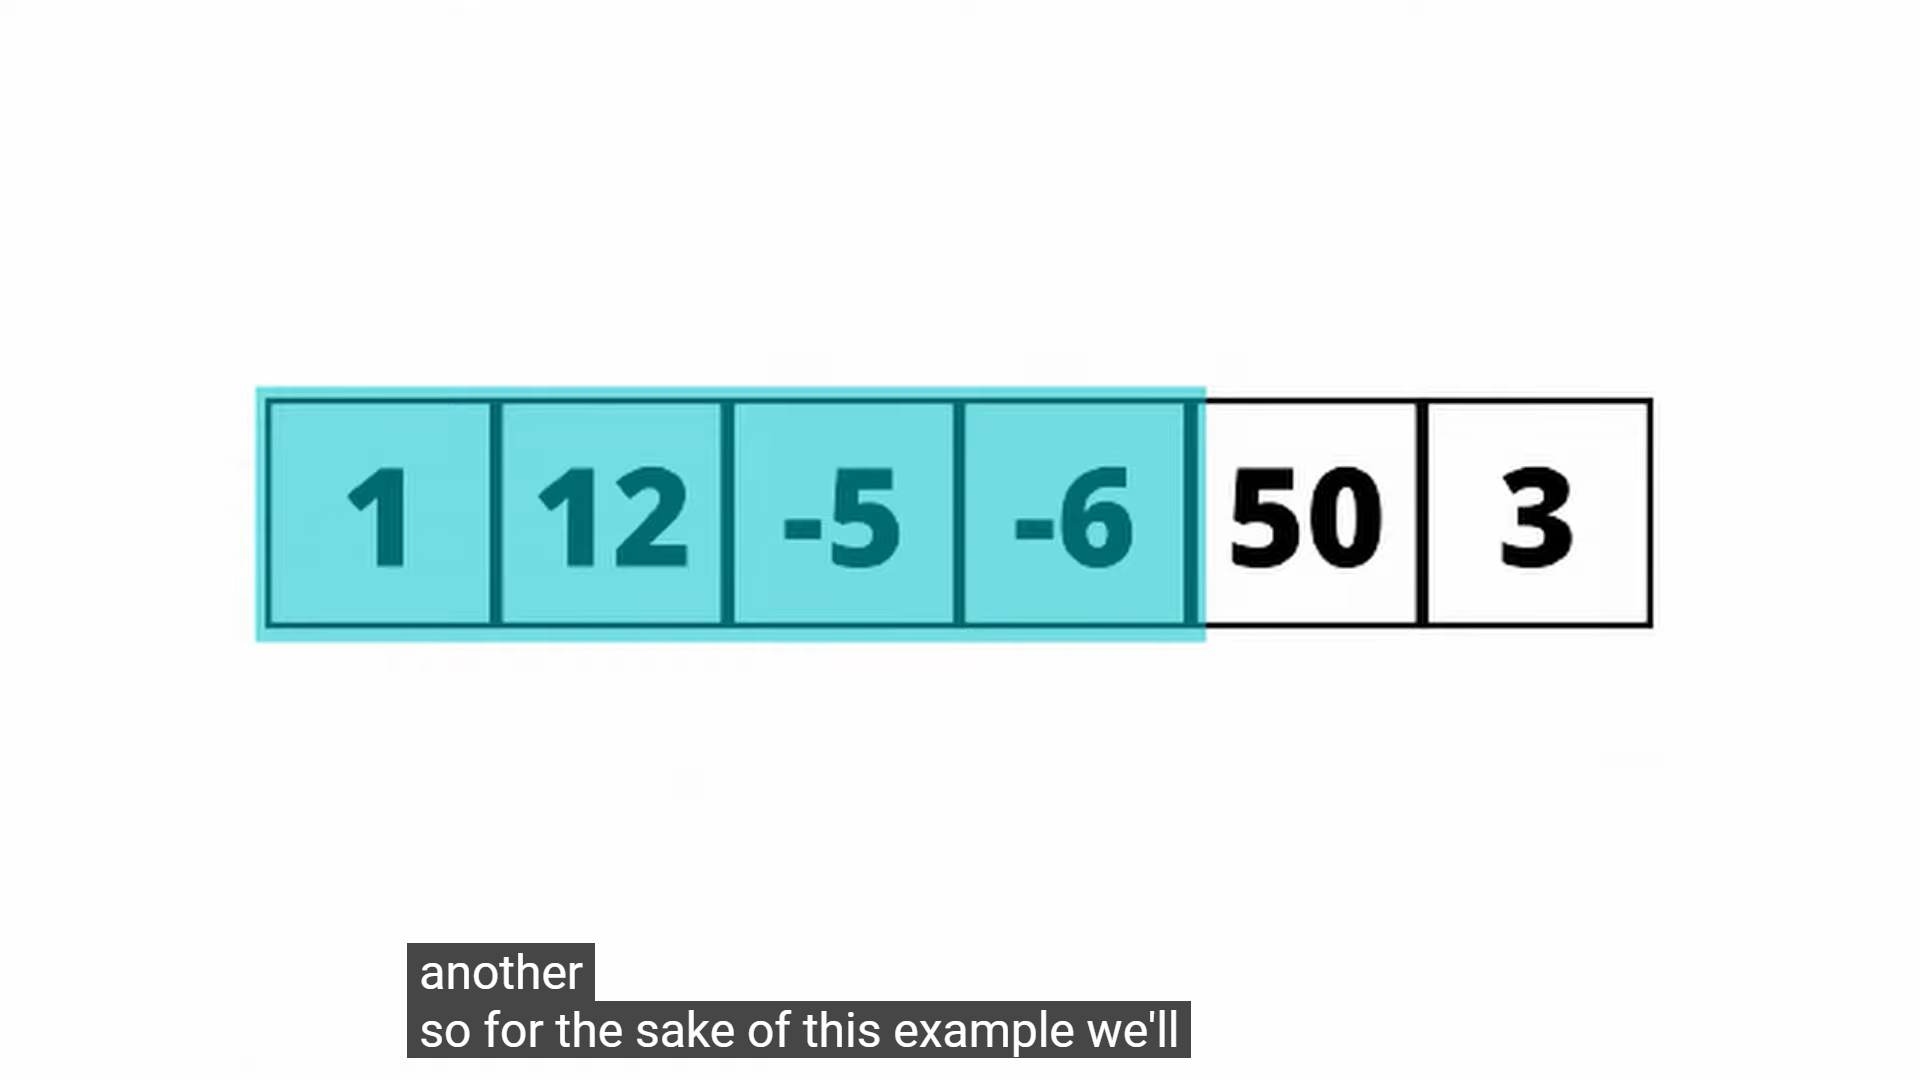 1 12 -5 -6 50 3
another
so for the sake of this example we'll